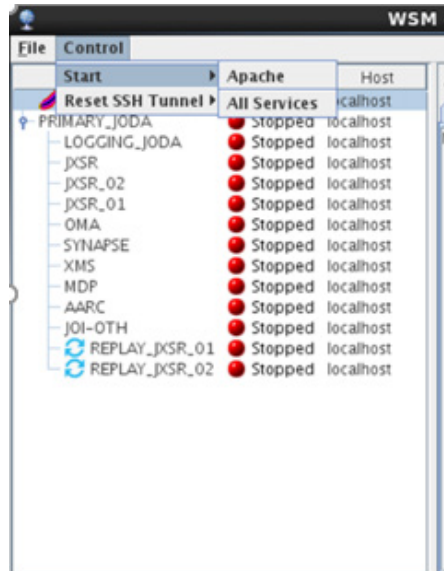 WSM
File Control
Start Apache Host
Reset SSH Tunnel All Services calhost
PRIMARY_JODA Stopped localhost
LOGGING_JODA Stopped localhost
JXSR Stopped localhost
JXSR_02 Stopped localhost
JXSR_01 Stopped localhost
OMA Stopped localhost
SYNAPSE Stopped localhost
XMS Stopped localhost
MDP Stopped localhost
AARC Stopped localhost
JOI-OTH Stopped localhost
REPLAY_JXSR_01 Stopped localhost
REPLAY_JXSR_02 Stopped localhost